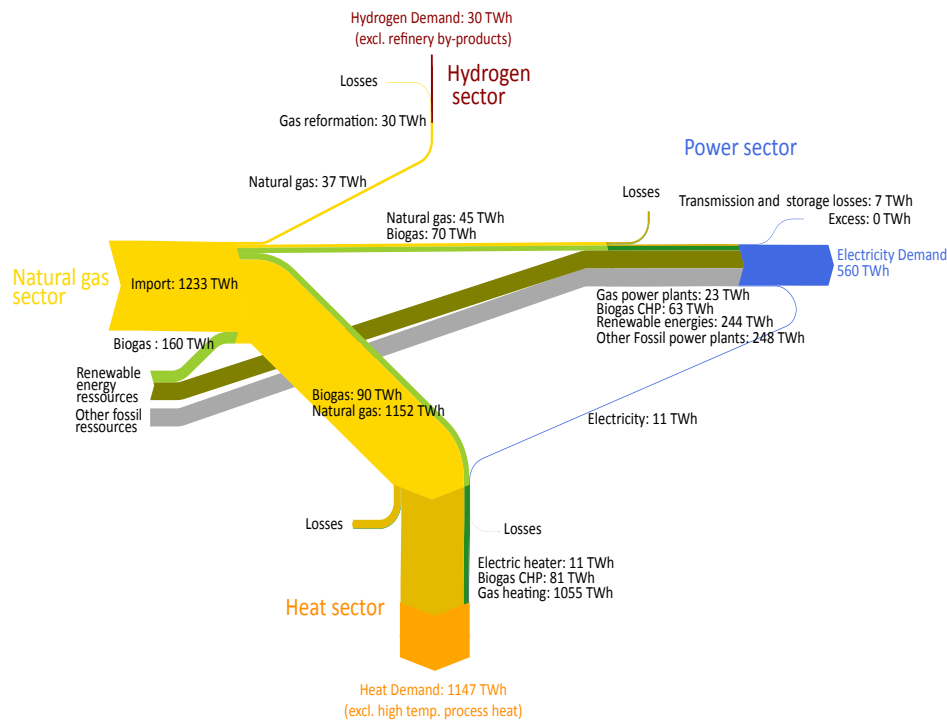 Hydrogen Demand: 30 TWh
(excl. refinery by-products)
Losses
Hydrogen
sector
Gas reformation: 30 TWh
Power sector
Natural gas: 37 TWh
Losses
Transmission and storage losses: 7 TWh
Excess: 0 TWh
Natural gas: 45 TWh
Biogas: 70 TWh
Electricity Demand
560 TWh
Natural gas
sector
Import: 1233 TWh
Gas power plants: 23 TWh
Biogas CHP: 63 TWh
Renewable energies: 244 TWh
Other Fossil power plants: 248 TWh
Biogas : 160 TWh
Renewable
energy
ressources
Other fossil
ressources
Biogas: 90 TWh
Natural gas: 1152 TWh
Electricity: 11 TWh
Losses
Losses
Electric heater: 11 TWh
Biogas CHP: 81 TWh
Gas heating: 1055 TWh
Heat sector
Heat Demand: 1147 TWh
(excl. high temp. process heat)